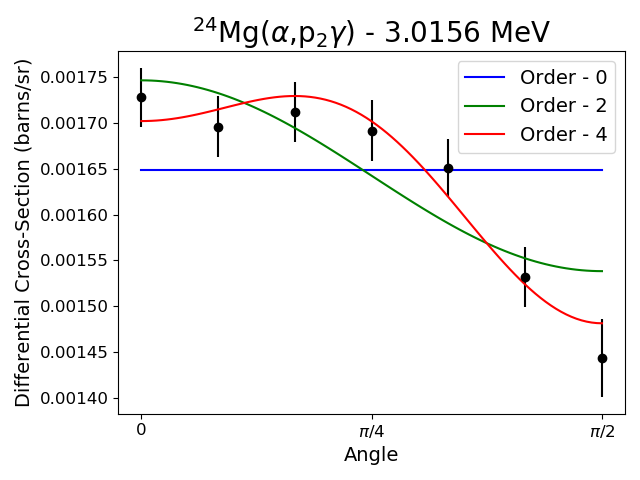 ²⁴Mg(α,p₂γ) - 3.0156 MeV
Order - 0
Order - 2
Order - 4
Differential Cross-Section (barns/sr)
0.00175
0.00170
0.00165
0.00160
0.00155
0.00150
0.00145
0.00140
0 π/4 π/2
Angle